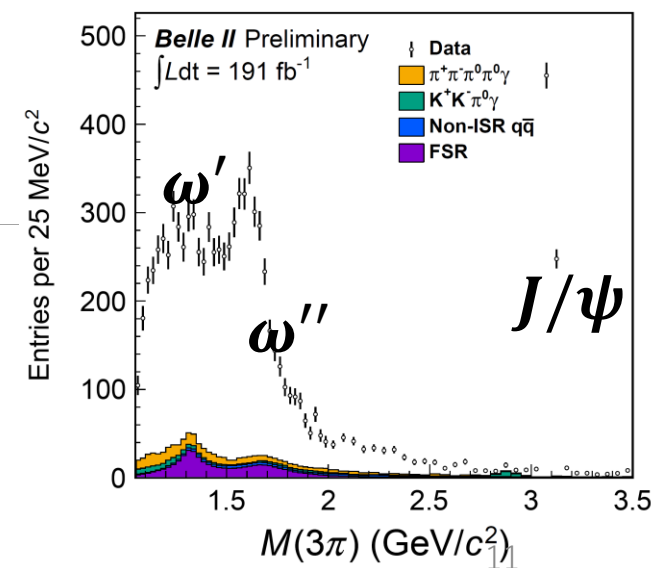 Belle II Preliminary
∫Ldt = 191 fb⁻¹
Data
π⁺π⁻π⁰π⁰γ
K⁺K⁻π⁰γ
Non-ISR qq̄
FSR
500
400
300
200
100
0
Entries per 25 MeV/c²
ω′
ω′′
J/ψ
1.5
2
2.5
3
3.5
M(3π) (GeV/c²)
11